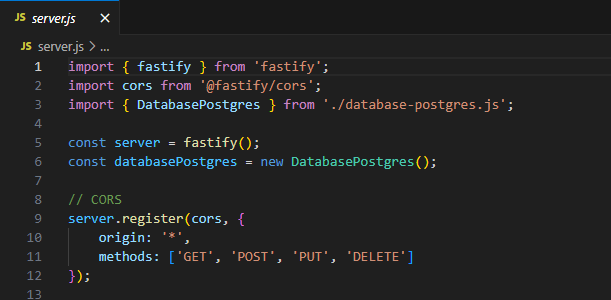 JS server.js ×
JS server.js > ...
1 import { fastify } from 'fastify';
2 import cors from '@fastify/cors';
3 import { DatabasePostgres } from './database-postgres.js';
4
5 const server = fastify();
6 const databasePostgres = new DatabasePostgres();
7
8 // CORS
9 server.register(cors, {
10     origin: '*',
11     methods: ['GET', 'POST', 'PUT', 'DELETE']
12 });
13